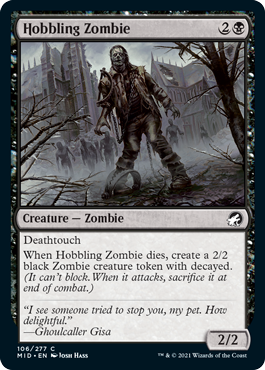 Hobbling Zombie 2
Creature — Zombie
Deathtouch
When Hobbling Zombie dies, create a 2/2
black Zombie creature token with decayed.
(It can't block. When it attacks, sacrifice it at
end of combat.)
"I see someone tried to stop you, my pet. How
delightful."
—Ghoulcaller Gisa
2/2
106/277 C
MID • EN Josh Hass
™ & © 2021 Wizards of the Coast